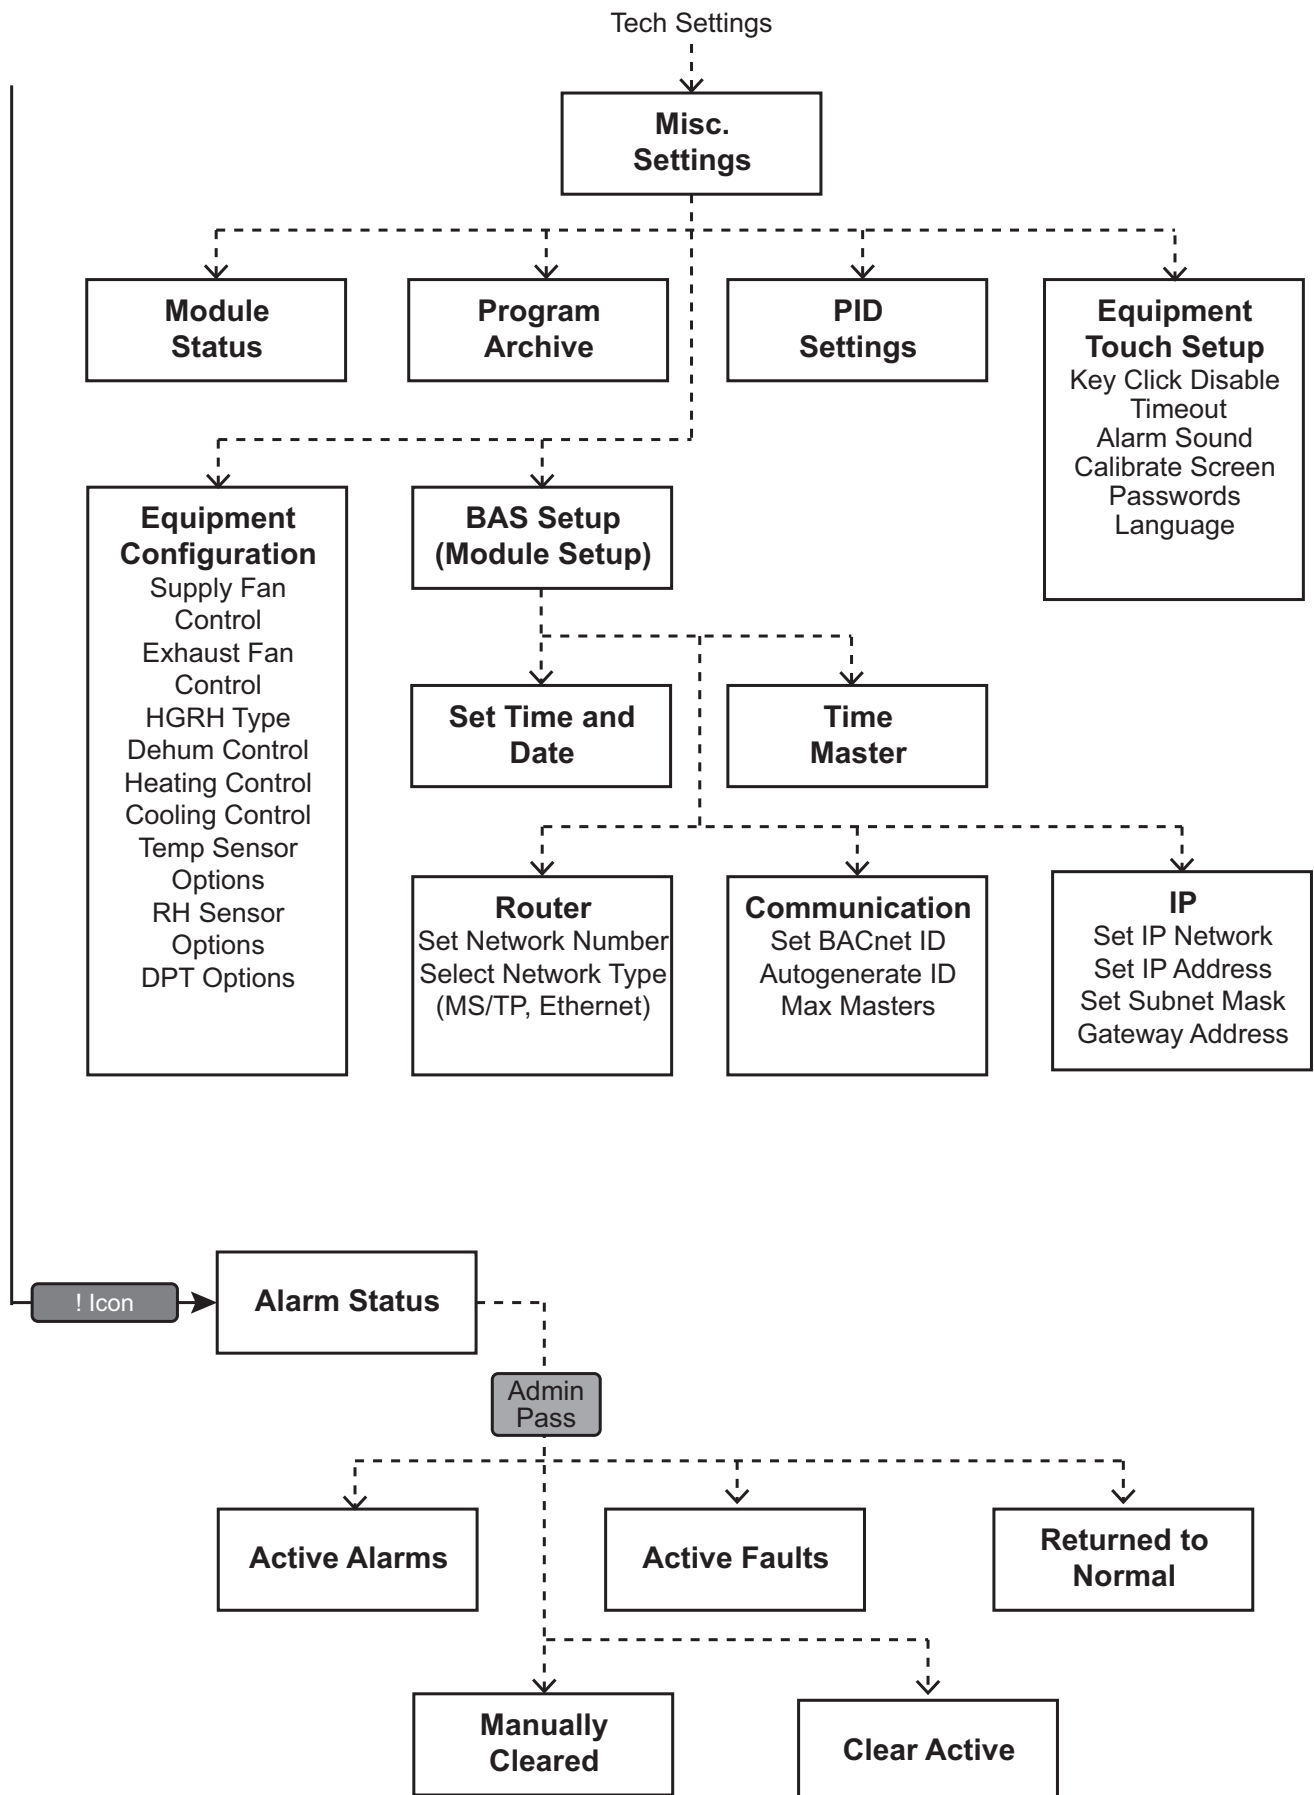 Tech Settings
Misc.
Settings
Module
Status
Program
Archive
PID
Settings
Equipment
Touch Setup
Key Click Disable
Timeout
Alarm Sound
Calibrate Screen
Passwords
Language
Equipment
Configuration
Supply Fan
Control
Exhaust Fan
Control
HGRH Type
Dehum Control
Heating Control
Cooling Control
Temp Sensor
Options
RH Sensor
Options
DPT Options
BAS Setup
(Module Setup)
Set Time and
Date
Time
Master
Router
Set Network Number
Select Network Type
(MS/TP, Ethernet)
Communication
Set BACnet ID
Autogenerate ID
Max Masters
IP
Set IP Network
Set IP Address
Set Subnet Mask
Gateway Address
! Icon
Alarm Status
Admin
Pass
Active Alarms
Active Faults
Returned to
Normal
Manually
Cleared
Clear Active